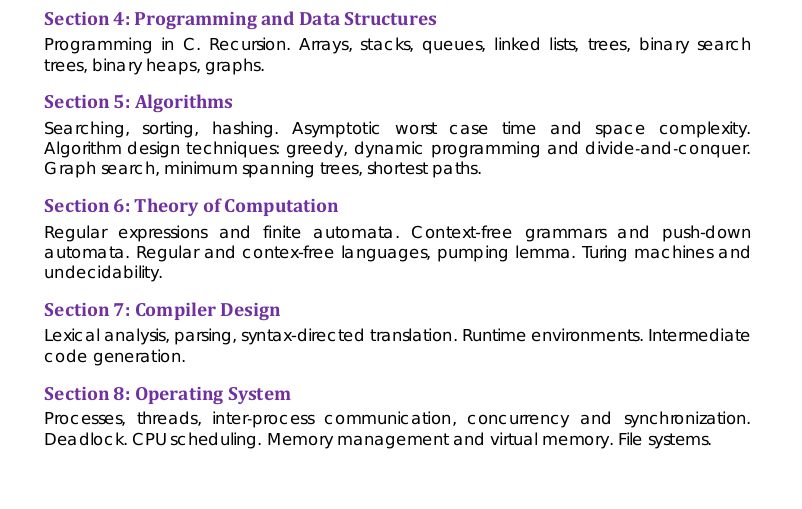 Section 4: Programming and Data Structures
Programming in C. Recursion. Arrays, stacks, queues, linked lists, trees, binary search
trees, binary heaps, graphs.
Section 5: Algorithms
Searching, sorting, hashing. Asymptotic worst case time and space complexity.
Algorithm design techniques: greedy, dynamic programming and divide-and-conquer.
Graph search, minimum spanning trees, shortest paths.
Section 6: Theory of Computation
Regular expressions and finite automata. Context-free grammars and push-down
automata. Regular and contex-free languages, pumping lemma. Turing machines and
undecidability.
Section 7: Compiler Design
Lexical analysis, parsing, syntax-directed translation. Runtime environments. Intermediate
code generation.
Section 8: Operating System
Processes, threads, inter-process communication, concurrency and synchronization.
Deadlock. CPU scheduling. Memory management and virtual memory. File systems.